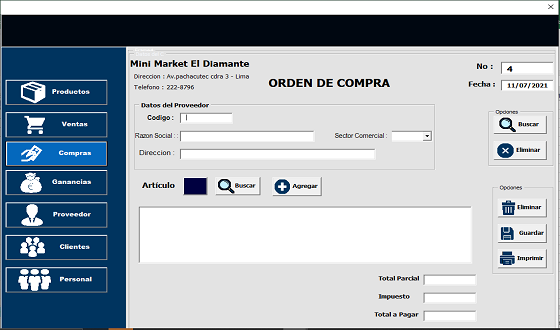 Productos
Ventas
Compras
Ganancias
Proveedor
Clientes
Personal
Mini Market El Diamante
Direccion : Av.pachacutec cdra 3 - Lima
Telefono : 222-8796
ORDEN DE COMPRA
No : 4
Fecha : 11/07/2021
Datos del Proveedor
Codigo :
Razon Social : :
Sector Comercial : :
Direccion :
Opciones
Buscar
Eliminar
Artículo
Buscar
Agregar
Opciones
Eliminar
Guardar
Imprimir
Total Parcial
Impuesto
Total a Pagar